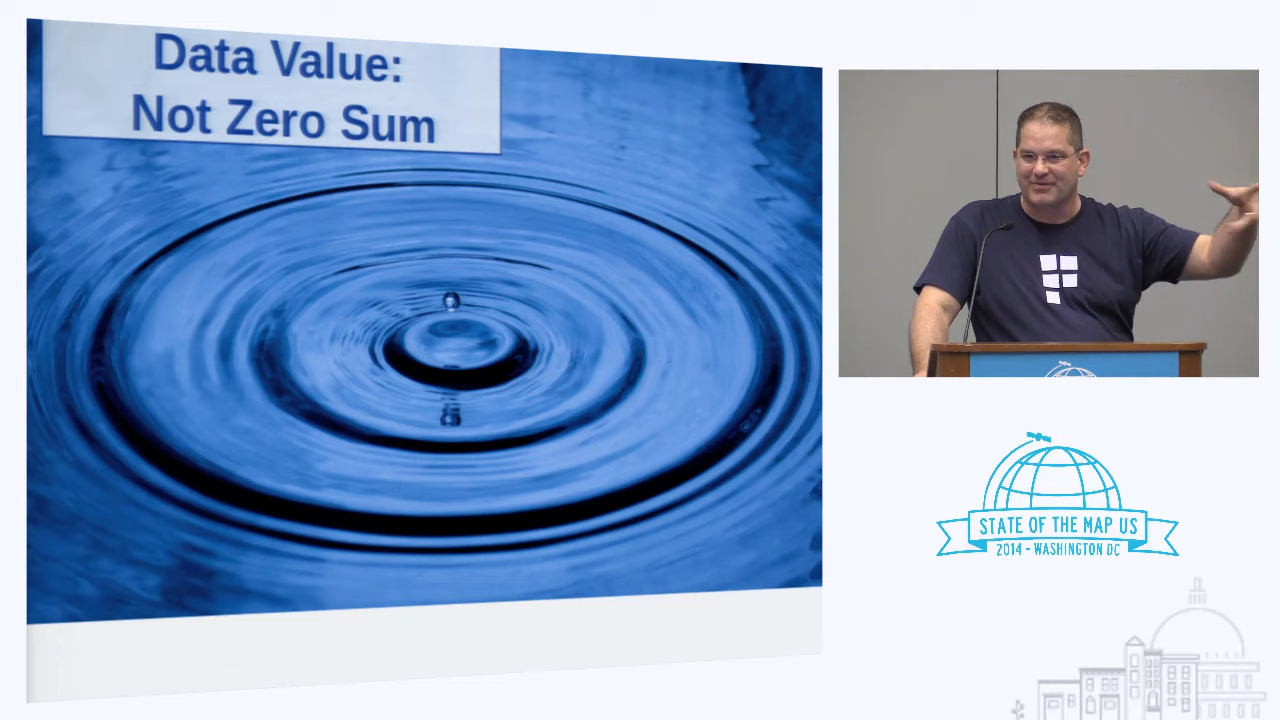 Data Value:
Not Zero Sum
STATE OF THE MAP US
2014 - WASHINGTON DC